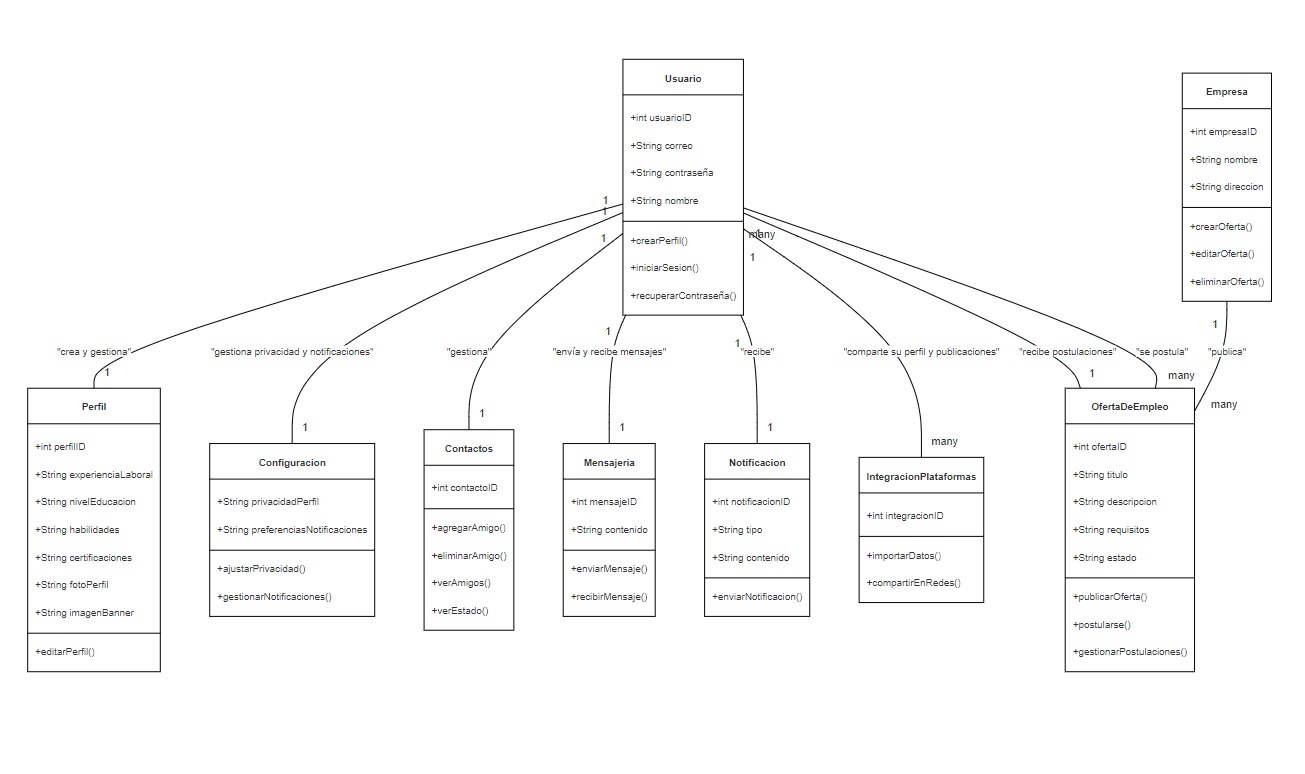 Usuario
+int usuarioID
+String correo
+String contraseña
+String nombre
+crearPerfil()
+iniciarSesion()
+recuperarContraseña()
Empresa
+int empresaID
+String nombre
+String direccion
+crearOferta()
+editarOferta()
+eliminarOferta()
1
1
1
many
1
1
1
1
1
"crea y gestiona"
"gestiona privacidad y notificaciones"
"gestiona"
"envía y recibe mensajes"
"recibe"
"comparte su perfil y publicaciones"
"recibe postulaciones"
"se postula"
"publica"
1
1
many
many
1
1
1
1
many
Perfil
+int perfilID
+String experienciaLaboral
+String nivelEducacion
+String habilidades
+String certificaciones
+String fotoPerfil
+String imagenBanner
+editarPerfil()
Configuracion
+String privacidadPerfil
+String preferenciasNotificaciones
+ajustarPrivacidad()
+gestionarNotificaciones()
Contactos
+int contactoID
+agregarAmigo()
+eliminarAmigo()
+verAmigos()
+verEstado()
Mensajeria
+int mensajeID
+String contenido
+enviarMensaje()
+recibirMensaje()
Notificacion
+int notificacionID
+String tipo
+String contenido
+enviarNotificacion()
IntegracionPlataformas
+int integracionID
+importarDatos()
+compartirEnRedes()
OfertaDeEmpleo
+int ofertaID
+String titulo
+String descripcion
+String requisitos
+String estado
+publicarOferta()
+postularse()
+gestionarPostulaciones()